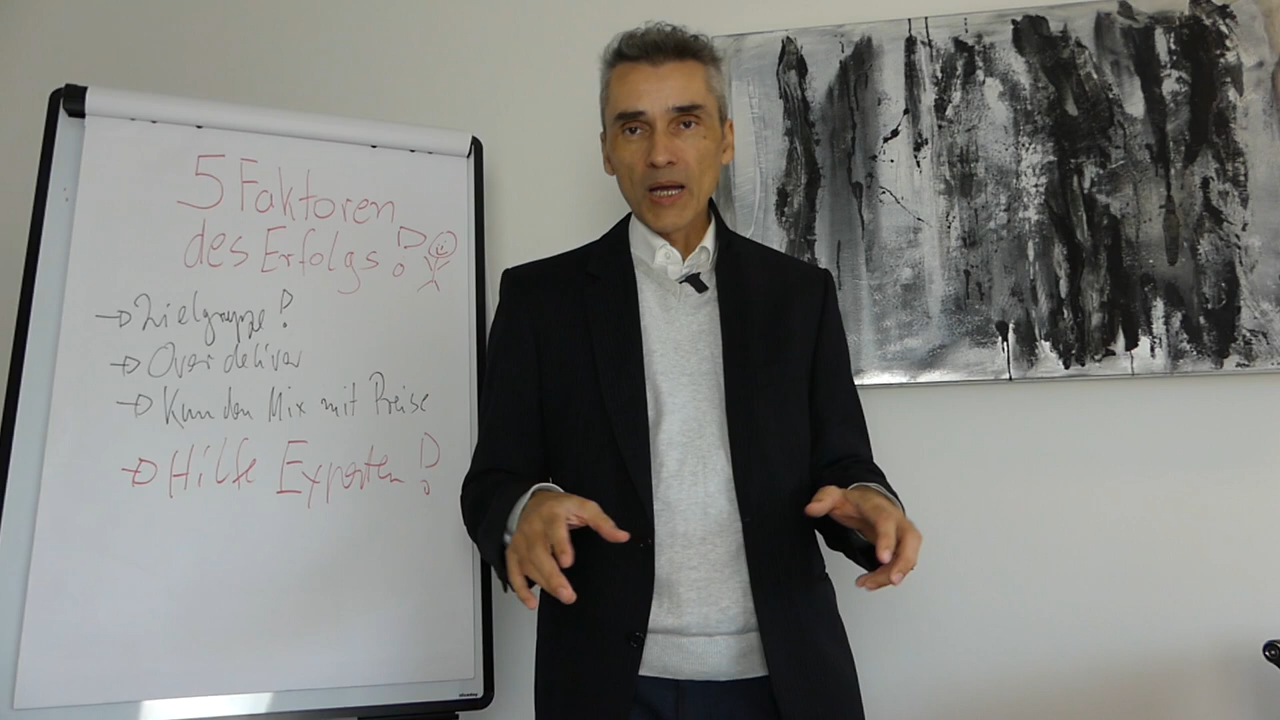 5 Faktoren
des Erfolgs!
→ Zielgruppe!
→ Over deliver
→ Kunden Mix mit Preise
→ Hilfe Experten!